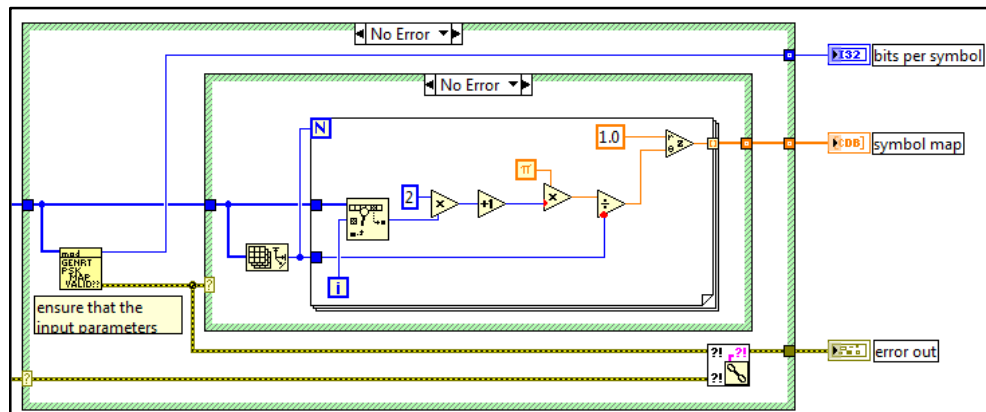 No Error
I32
bits per symbol
No Error
N
1.0
r
θ
z
CDB]
symbol map
2
x
+1
π
x
÷
i
mod
GENRT
PSK
MAP
VALID??
ensure that the
input parameters
?
?! ?!
?!
?
error out